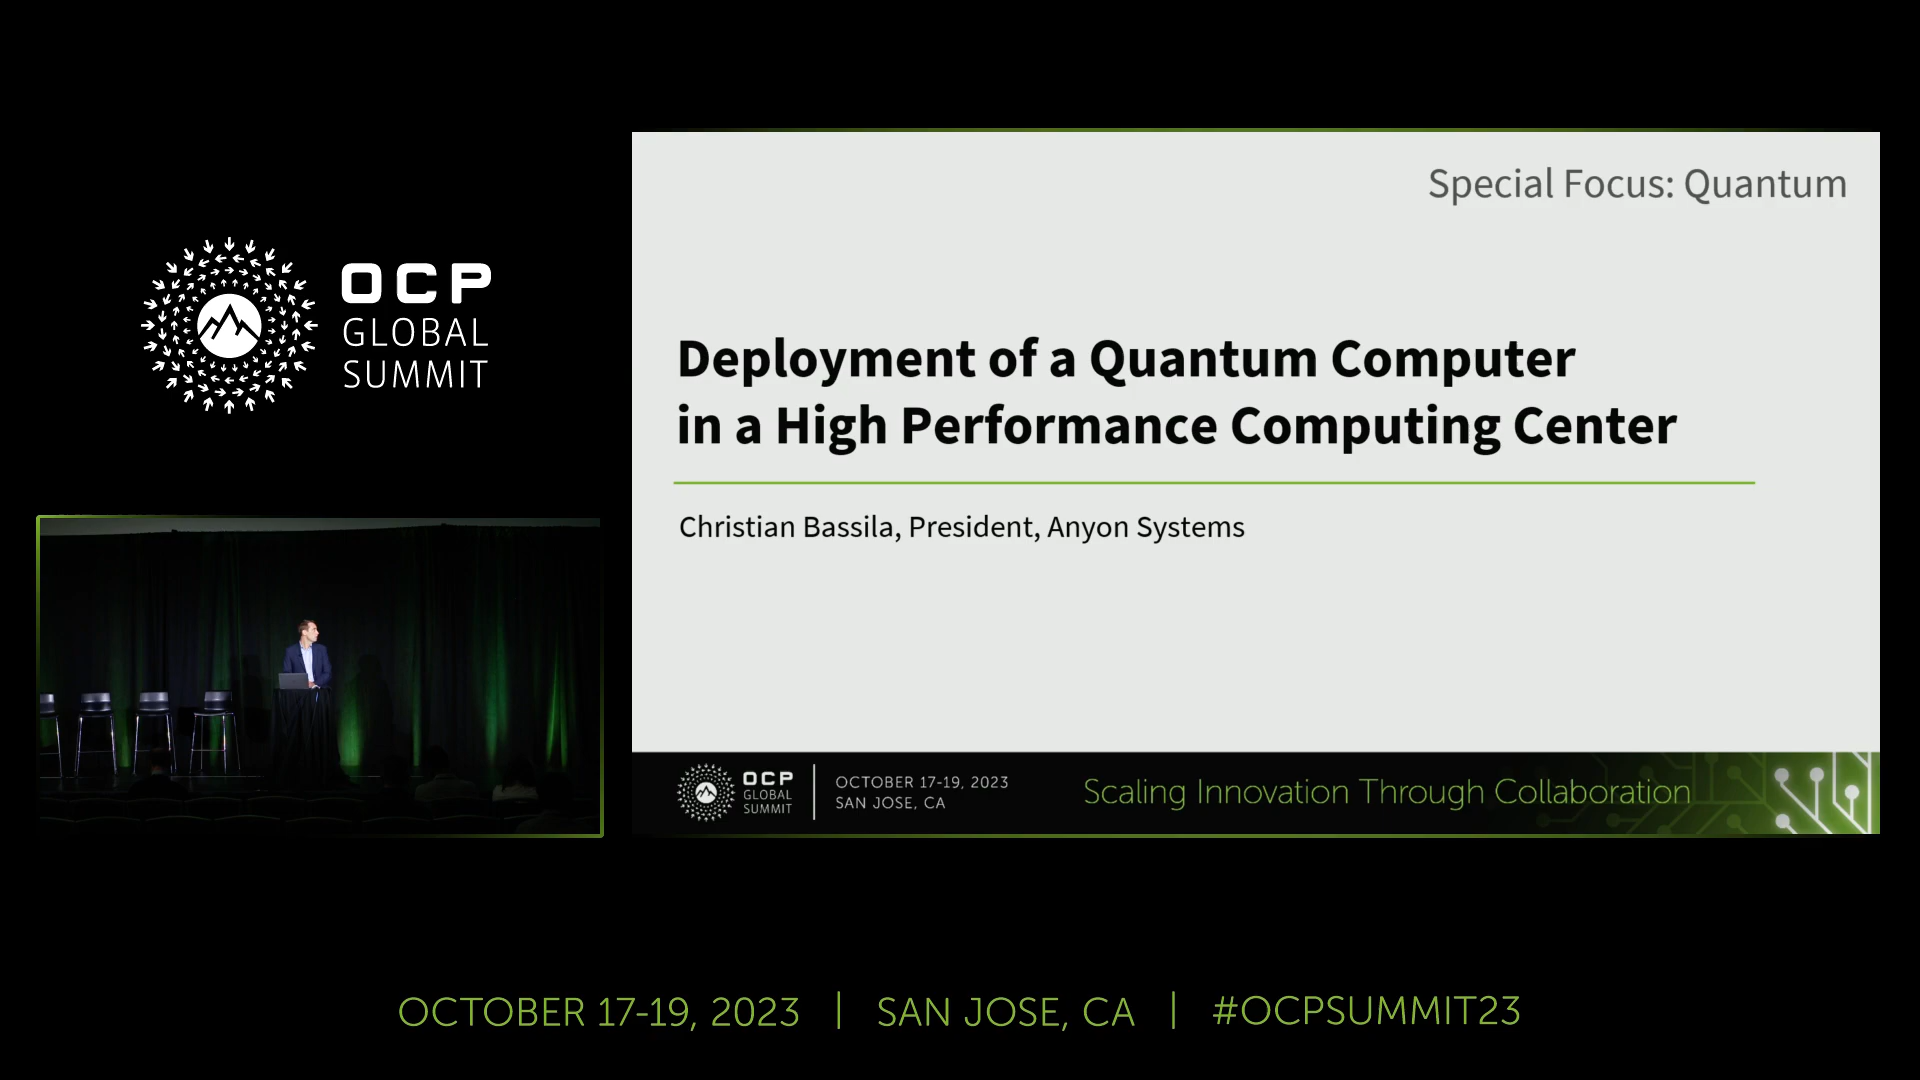 OCP
GLOBAL
SUMMIT
Special Focus: Quantum
Deployment of a Quantum Computer
in a High Performance Computing Center
Christian Bassila, President, Anyon Systems
OCP
GLOBAL
SUMMIT
OCTOBER 17-19, 2023
SAN JOSE, CA
Scaling Innovation Through Collaboration
OCTOBER 17-19, 2023 | SAN JOSE, CA | #OCPSUMMIT23